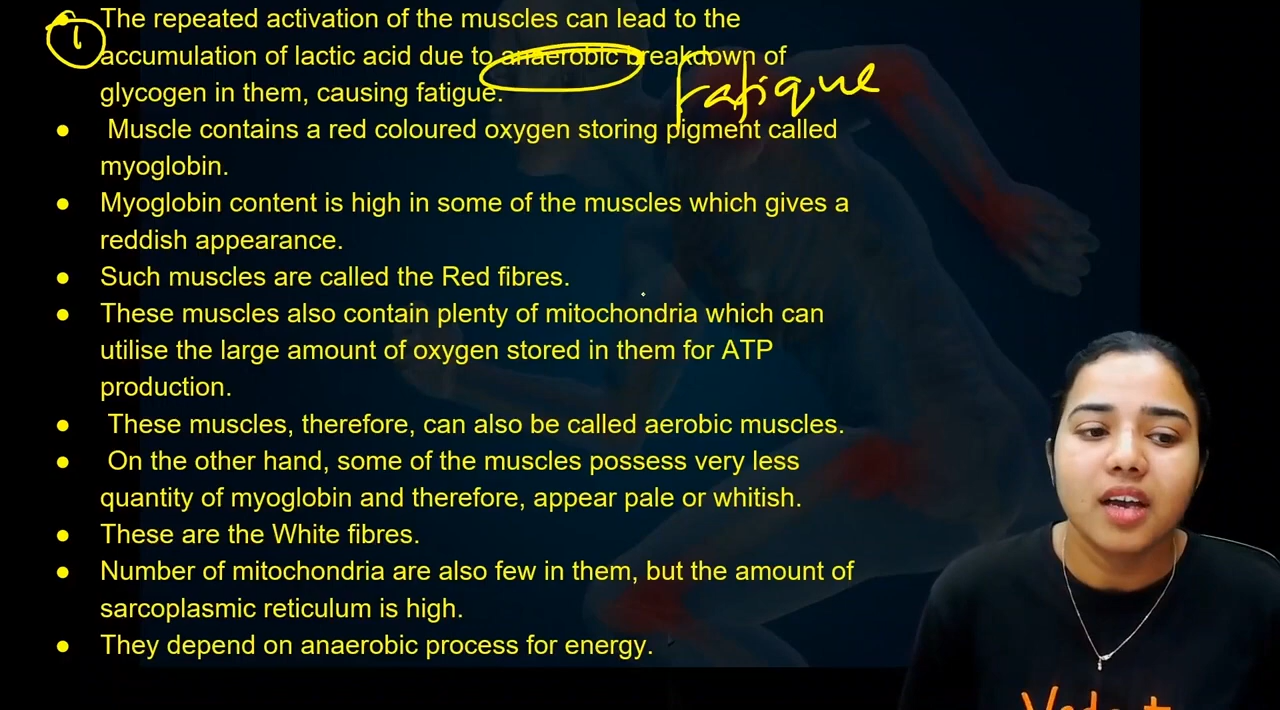 ① The repeated activation of the muscles can lead to the
accumulation of lactic acid due to anaerobic breakdown of
glycogen in them, causing fatigue.
fatique
● Muscle contains a red coloured oxygen storing pigment called
myoglobin.
● Myoglobin content is high in some of the muscles which gives a
reddish appearance.
● Such muscles are called the Red fibres.
● These muscles also contain plenty of mitochondria which can
utilise the large amount of oxygen stored in them for ATP
production.
● These muscles, therefore, can also be called aerobic muscles.
● On the other hand, some of the muscles possess very less
quantity of myoglobin and therefore, appear pale or whitish.
● These are the White fibres.
● Number of mitochondria are also few in them, but the amount of
sarcoplasmic reticulum is high.
● They depend on anaerobic process for energy.